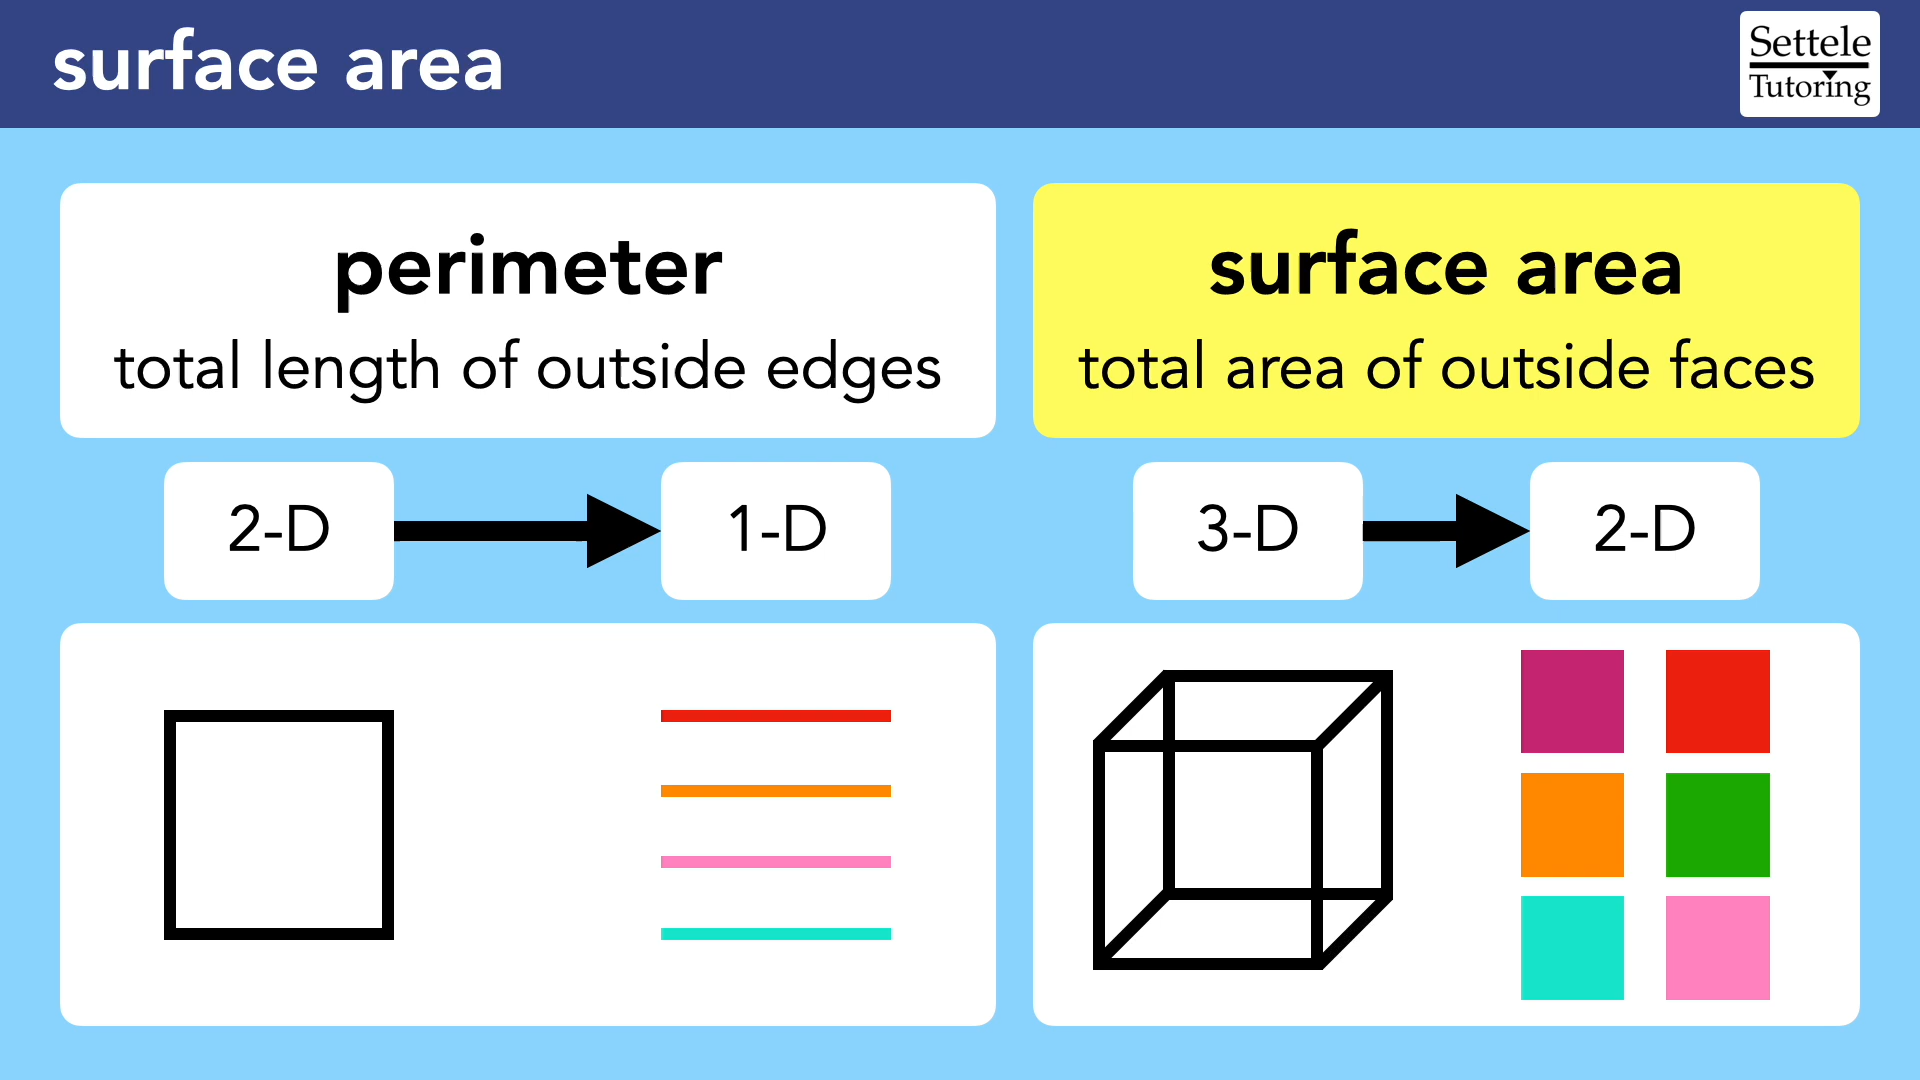 surface area
Settele
Tutoring
perimeter
total length of outside edges
surface area
total area of outside faces
2-D
1-D
3-D
2-D